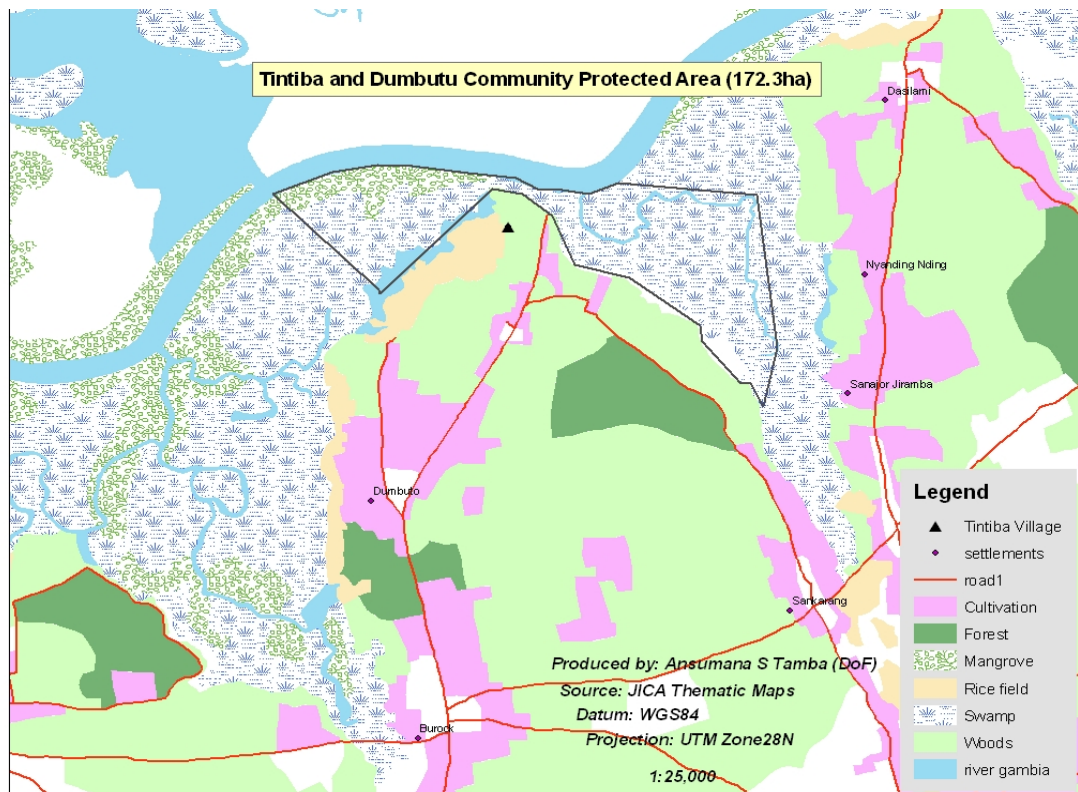 Tintiba and Dumbutu Community Protected Area (172.3ha)
Dasilami
Nyanding Nding
Sanajor Jiramba
Dumbuto
Sankarang
Burock
Produced by: Ansumana S Tamba (DoF)
Source: JICA Thematic Maps
Datum: WGS84
Projection: UTM Zone28N
1:25,000
Legend
Tintiba Village
settlements
road1
Cultivation
Forest
Mangrove
Rice field
Swamp
Woods
river gambia